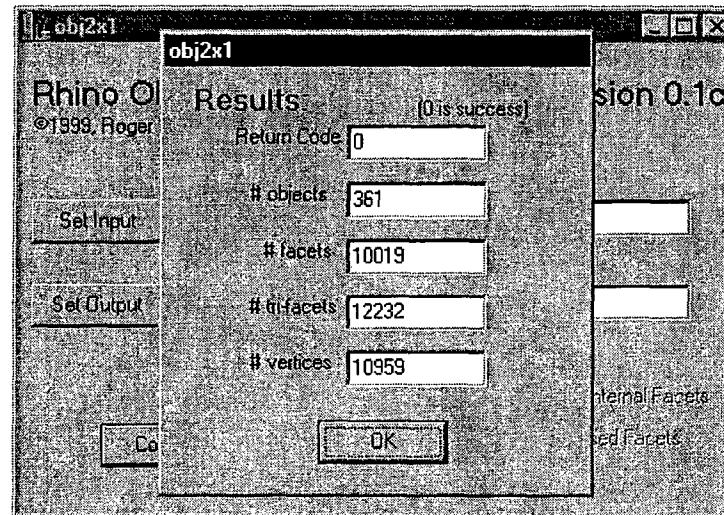 obj2x1
obj2x1
Rhino
sion 0.1c
©1999, Roger
Results
(0 is success)
Return Code 0
# objects 361
Set Input
# facets 10019
Set Output
# tri-facets 12232
# vertices 10959
nternal Facets
Co
OK
sed Facets